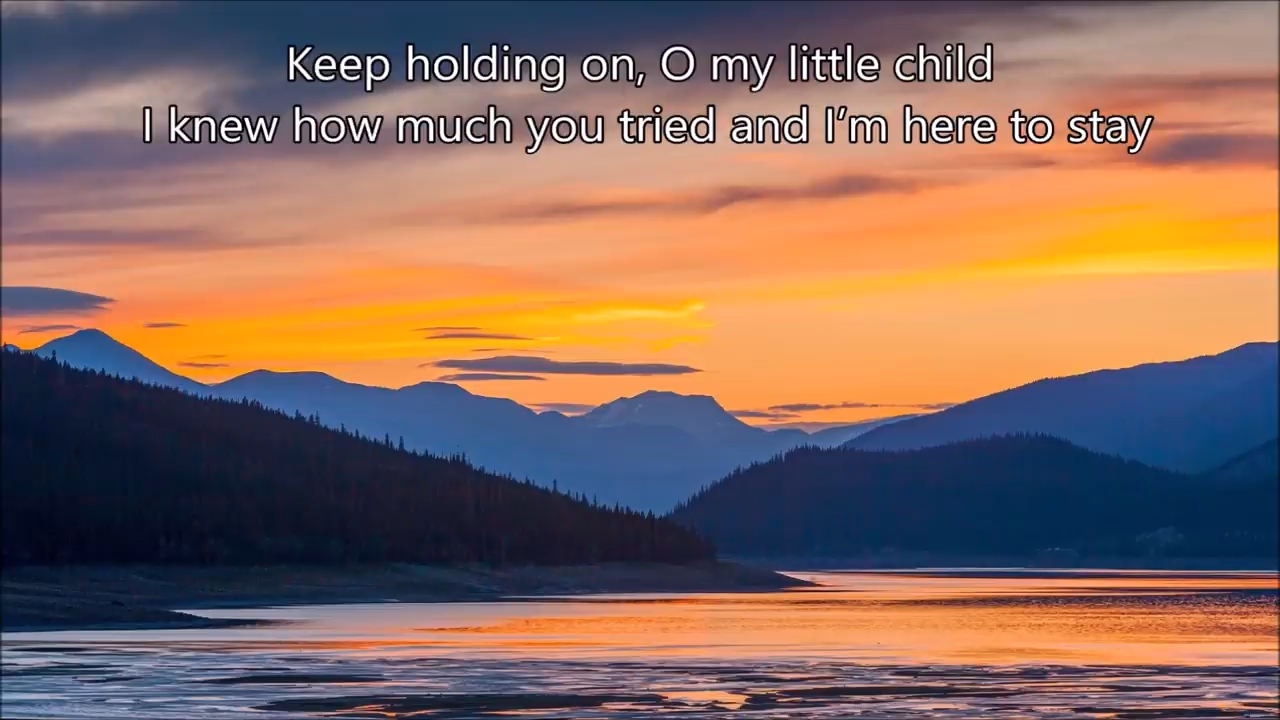 Keep holding on, O my little child
I knew how much you tried and I’m here to stay